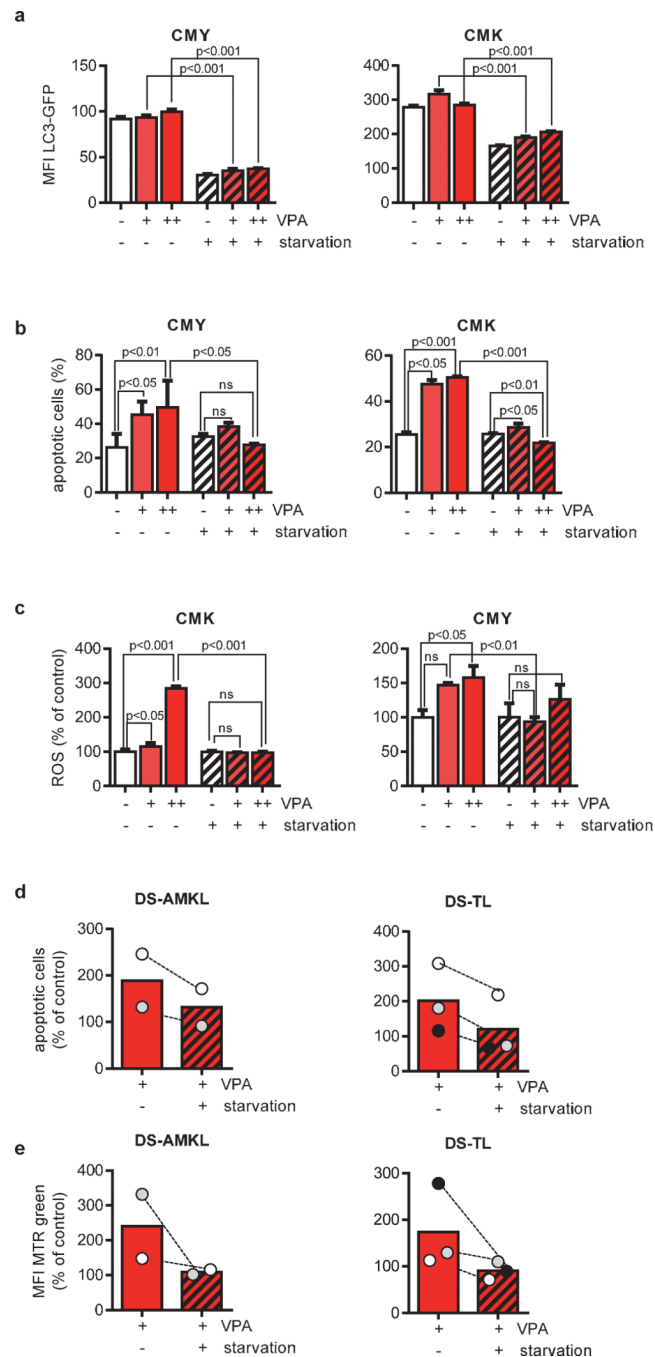 a
CMY
CMK
p<0.001
p<0.001
p<0.001
p<0.001
MFI LC3-GFP
150
100
50
0
400
300
200
100
0
- + ++ - + ++ VPA
- - - + + + starvation
- + ++ - + ++ VPA
- - - + + + starvation
b
CMY
CMK
apoptotic cells (%)
80
60
40
20
0
p<0.01
p<0.05
p<0.05
ns
ns
60
40
20
0
p<0.001
p<0.001
p<0.05
p<0.01
p<0.05
- + ++ - + ++ VPA
- - - + + + starvation
- + ++ - + ++ VPA
- - - + + + starvation
c
CMK
CMY
ROS (% of control)
400
300
200
100
0
p<0.001
p<0.001
p<0.05
ns
ns
200
150
100
50
0
p<0.05
p<0.01
ns
ns
ns
- + ++ - + ++ VPA
- - - + + + starvation
- + ++ - + ++ VPA
- - - + + + starvation
d
DS-AMKL
DS-TL
apoptotic cells
(% of control)
300
200
100
0
400
300
200
100
0
+ + VPA
- + starvation
+ + VPA
- + starvation
e
DS-AMKL
DS-TL
MFI MTR green
(% of control)
400
300
200
100
0
300
200
100
0
+ + VPA
- + starvation
+ + VPA
- + starvation